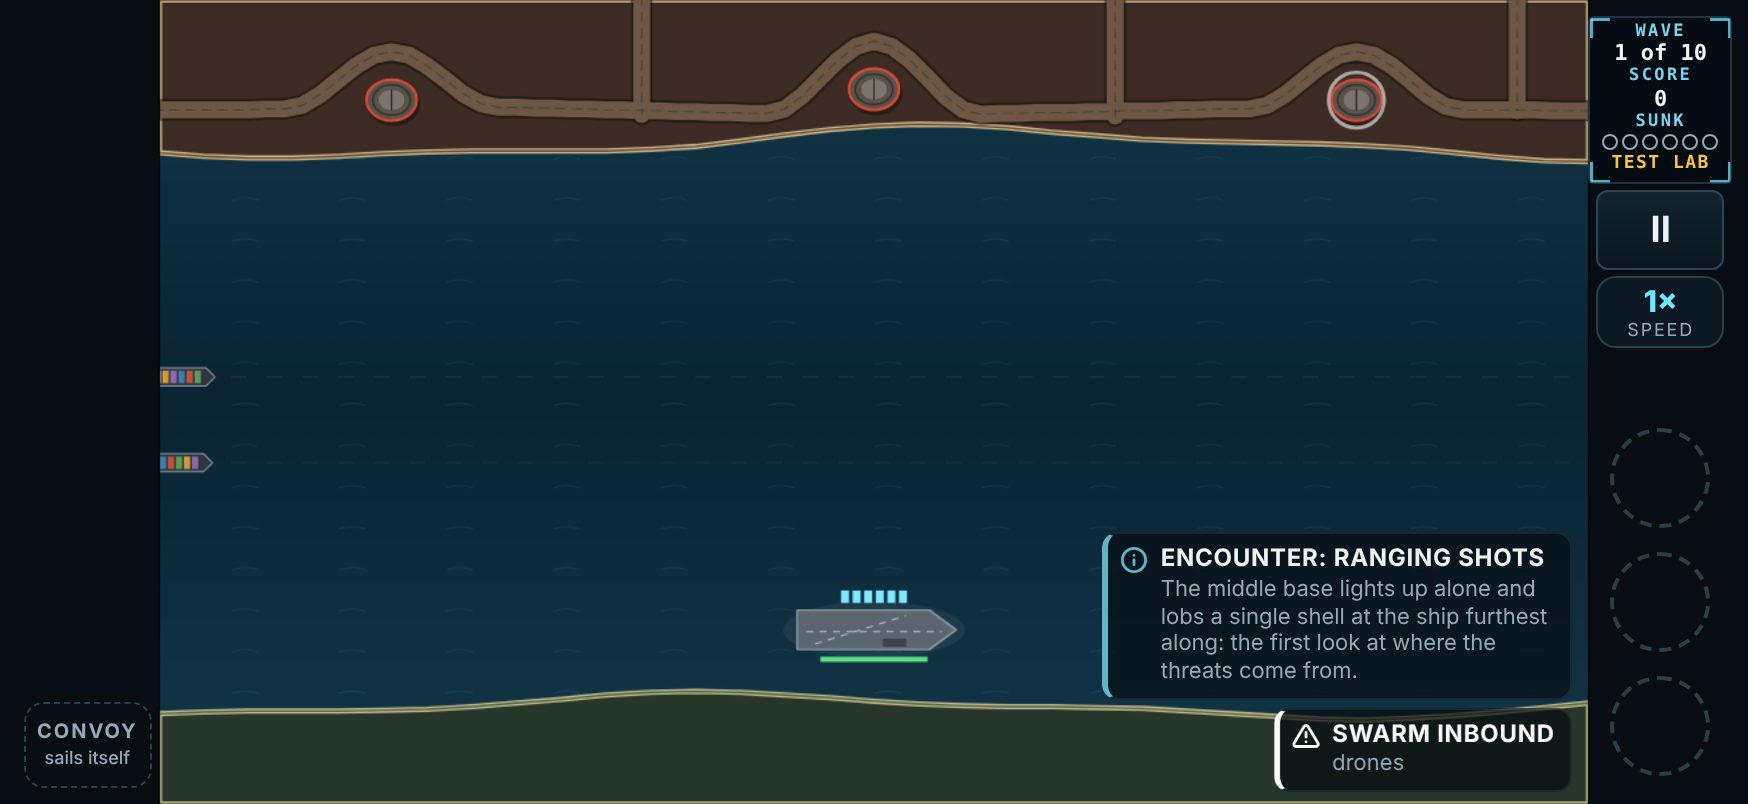 WAVE
1 of 10
SCORE
0
SUNK
TEST LAB
1×
SPEED
ENCOUNTER: RANGING SHOTS
The middle base lights up alone and
lobs a single shell at the ship furthest
along: the first look at where the
threats come from.
SWARM INBOUND
drones
CONVOY
sails itself